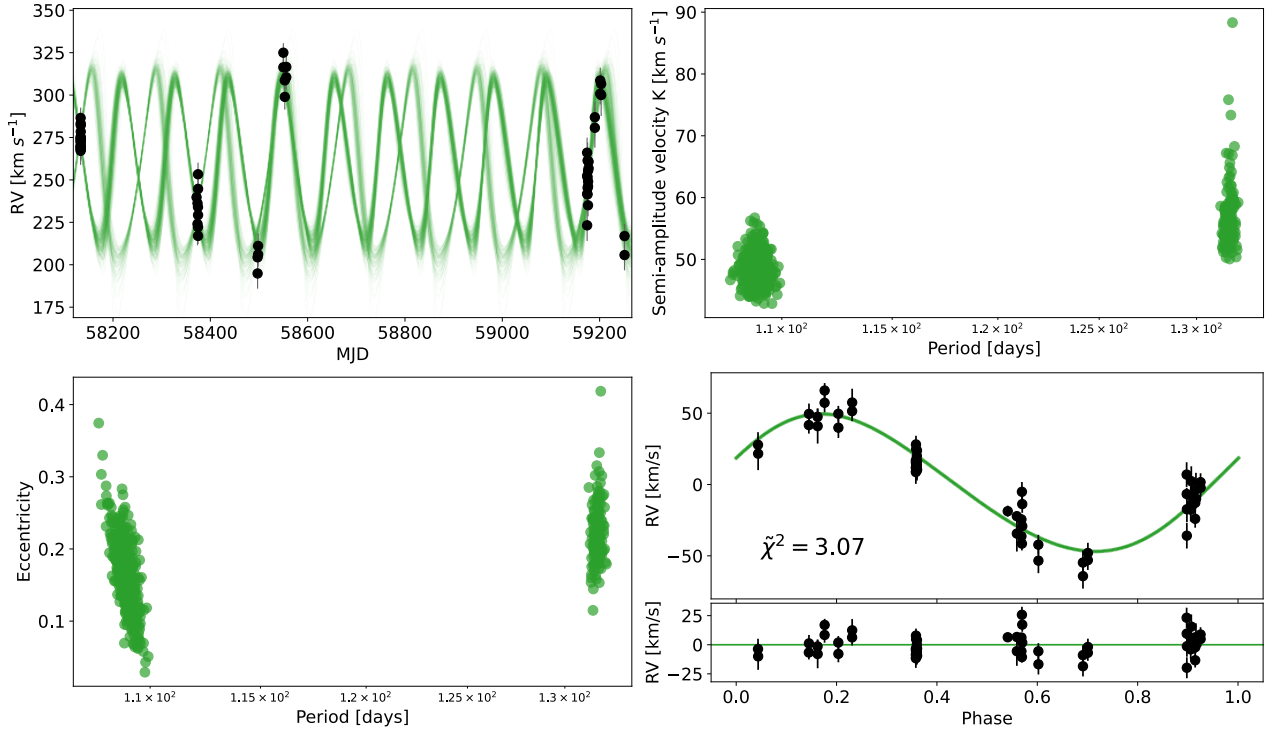 350
325
300
275
250
225
200
175
RV [km s⁻¹]
58200
58400
58600
58800
59000
59200
MJD
90
80
70
60
50
Semi-amplitude velocity K [km s⁻¹]
1.1 × 10²
1.15 × 10²
1.2 × 10²
1.25 × 10²
1.3 × 10²
Period [days]
0.4
0.3
0.2
0.1
Eccentricity
1.1 × 10²
1.15 × 10²
1.2 × 10²
1.25 × 10²
1.3 × 10²
Period [days]
50
0
−50
RV [km/s]
χ̃² = 3.07
25
0
−25
RV [km/s]
0.0
0.2
0.4
0.6
0.8
1.0
Phase